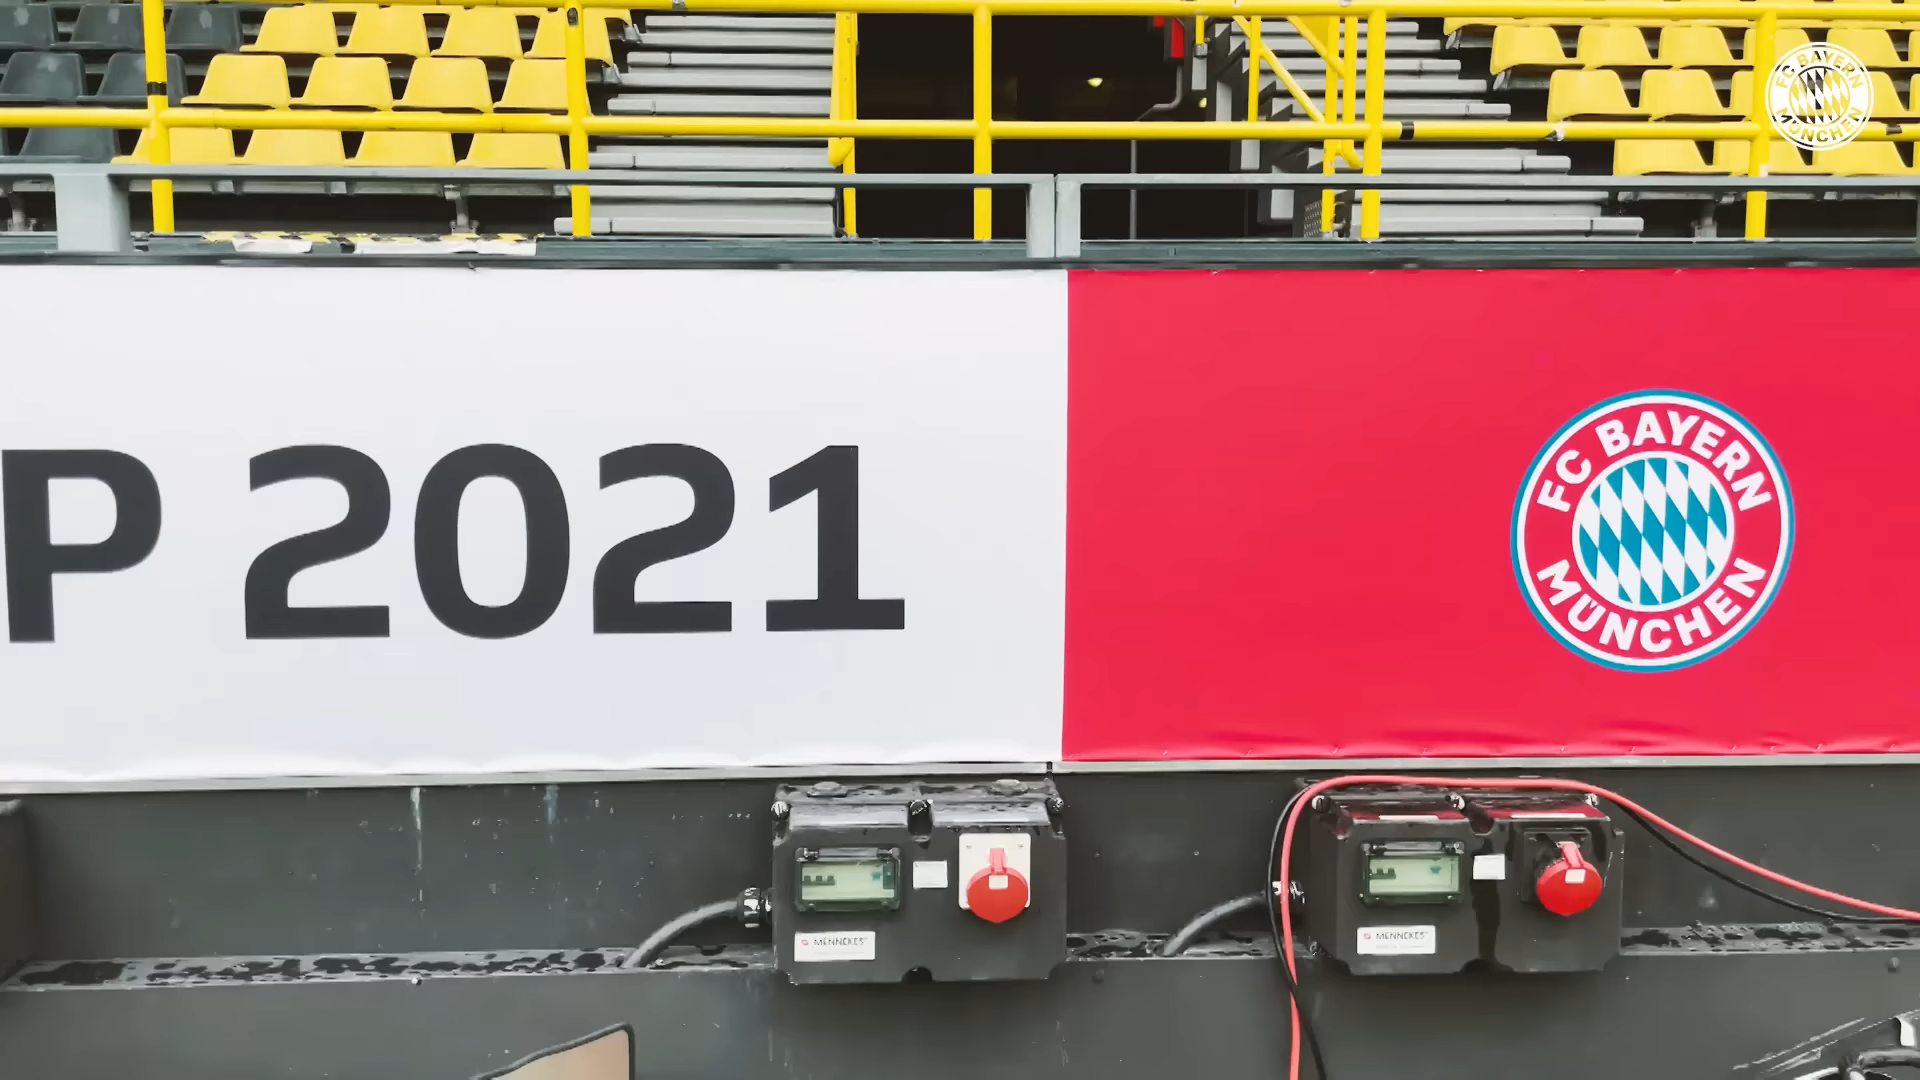 FC BAYERN
MÜNCHEN
P 2021
FC BAYERN
MÜNCHEN
MENNEKES
MENNEKES